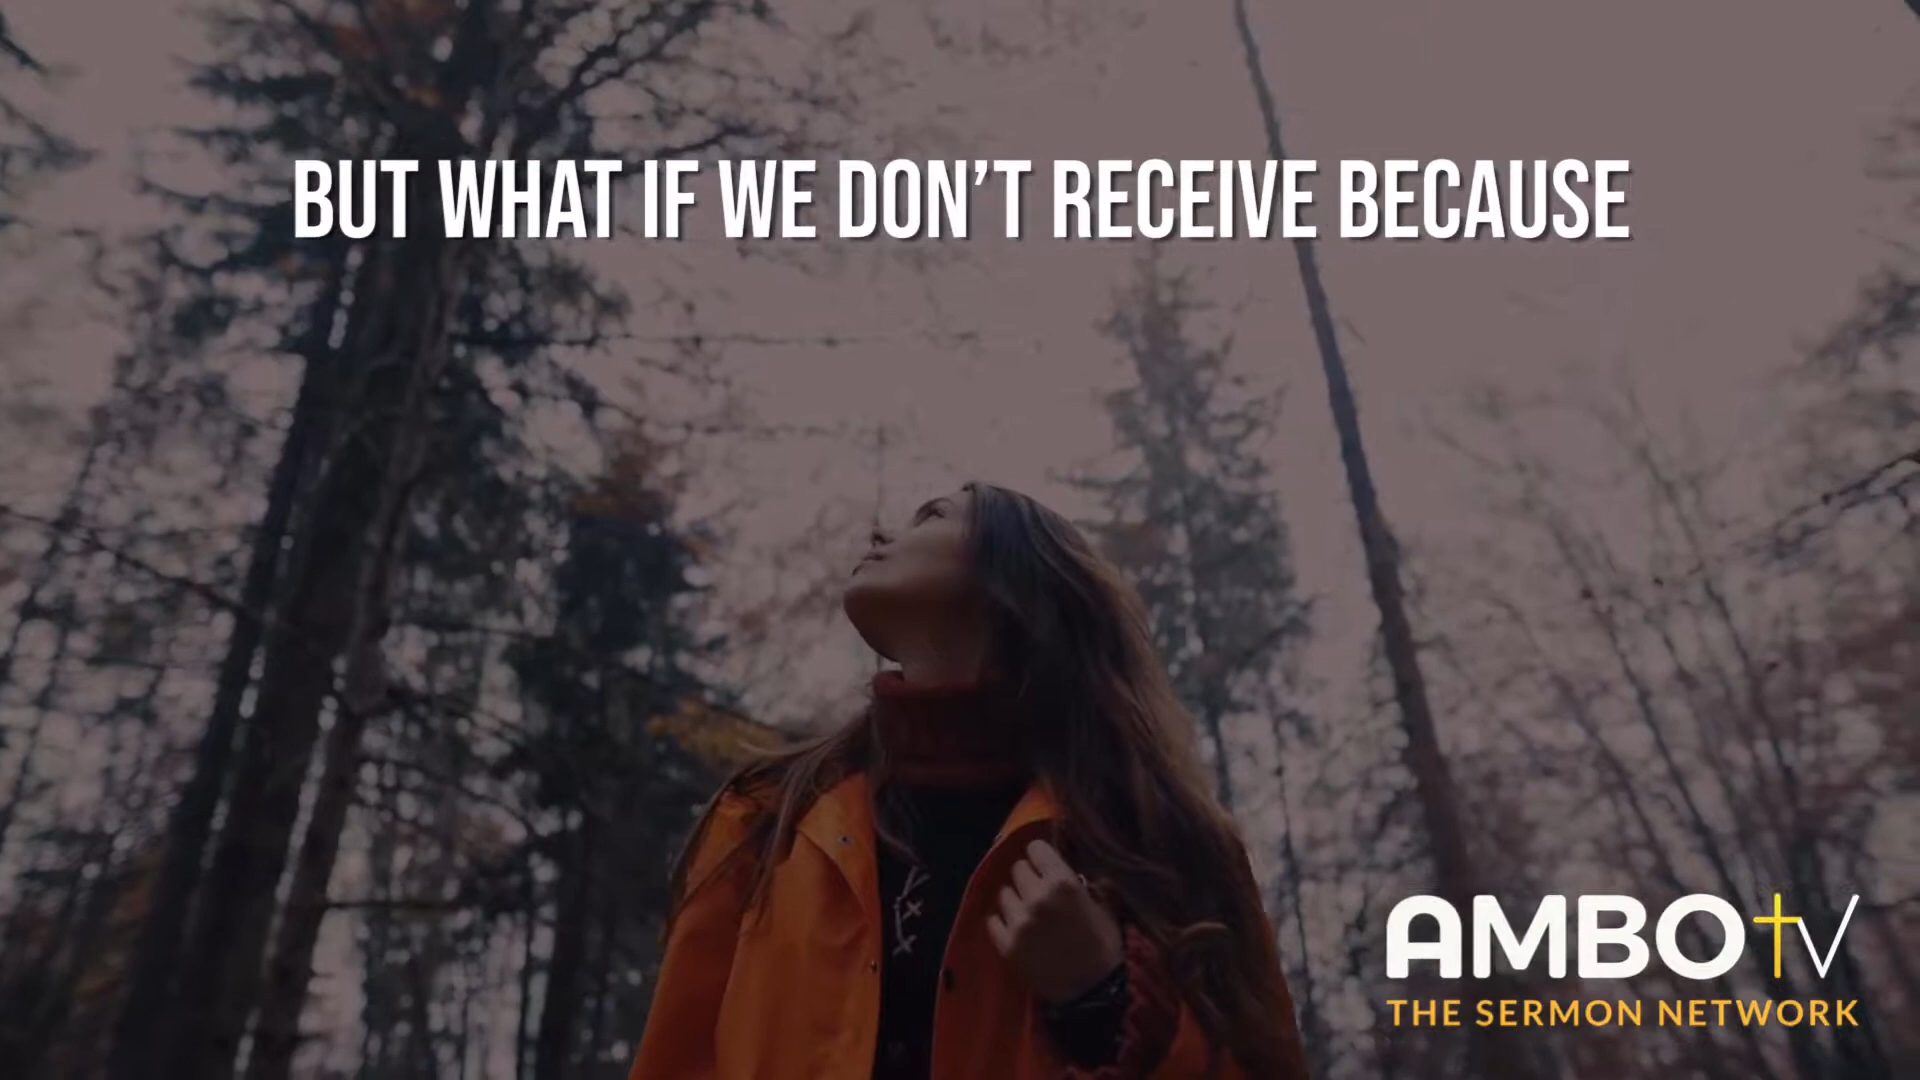 BUT WHAT IF WE DON’T RECEIVE BECAUSE
AMBOtv
THE SERMON NETWORK